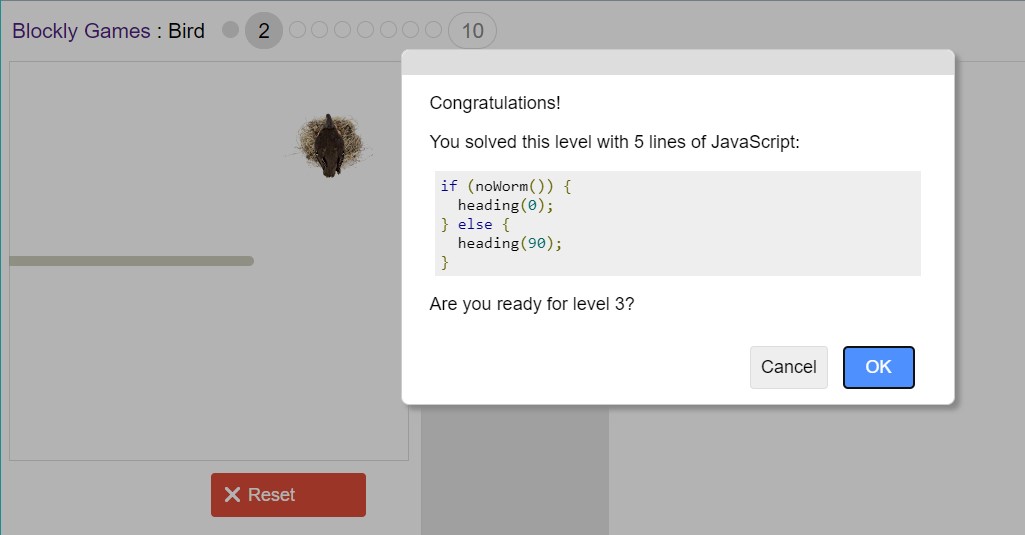 Blockly Games : Bird 2 10
Congratulations!
You solved this level with 5 lines of JavaScript:
if (noWorm()) {
  heading(0);
} else {
  heading(90);
}
Are you ready for level 3?
Cancel OK
Reset